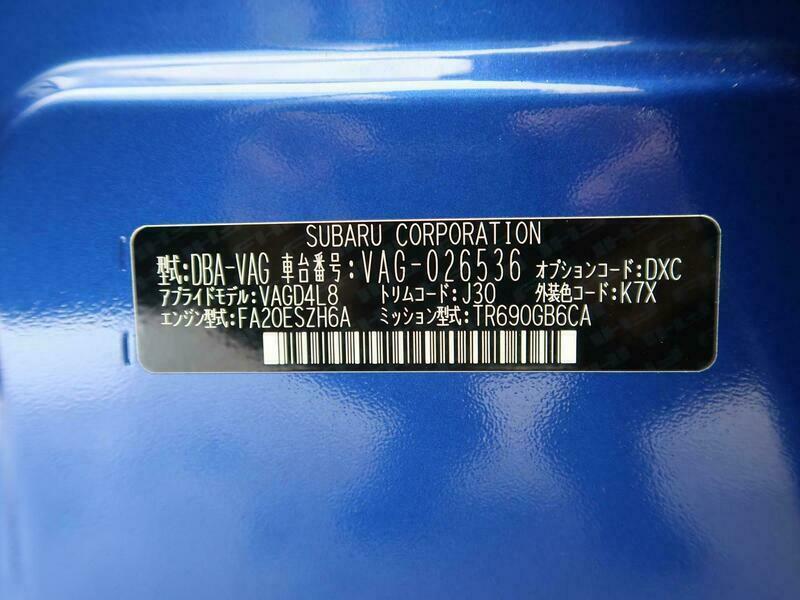 SUBARU CORPORATION
型式:DBA-VAG 車台番号:VAG-026536 オプションコード:DXC
アプライドモデル:VAGD4L8 トリムコード:J30 外装色コード:K7X
エンジン型式:FA20ESZH6A ミッション型式:TR690GB6CA